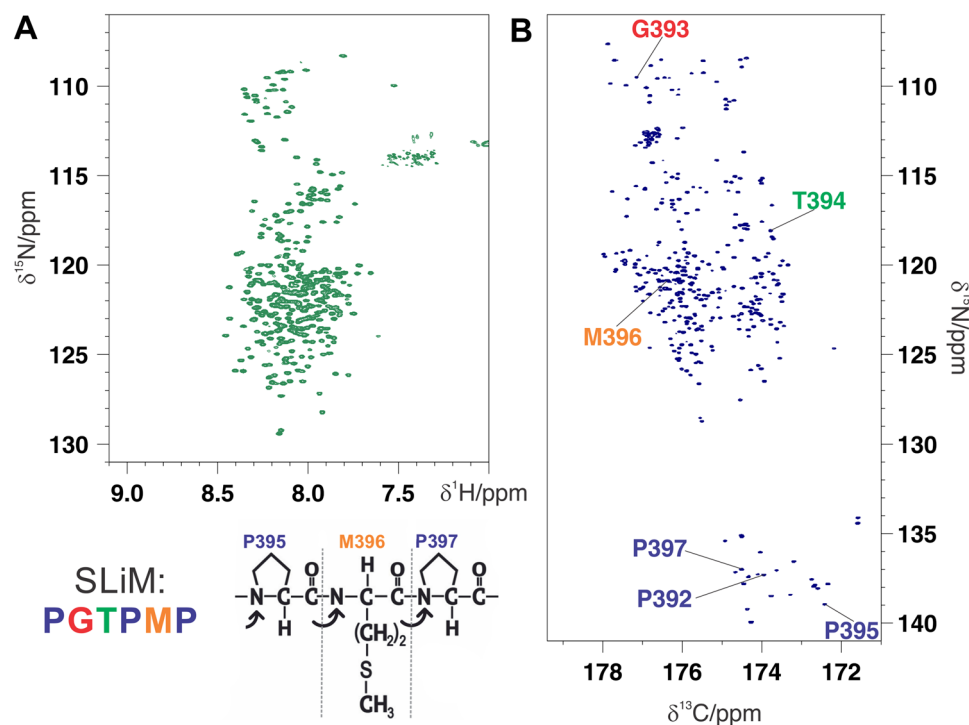 A
B
G393
T394
M396
P397
P392
P395
110
115
120
125
130
δ15N/ppm
9.0 8.5 8.0 7.5 δ1H/ppm
110
115
120
125
130
135
140
δ15N/ppm
178 176 174 172
δ13C/ppm
SLiM:
PGTPMP
P395 M396 P397
H O
O O
N C C N C C N C C
H (CH2)2 H
S
CH3